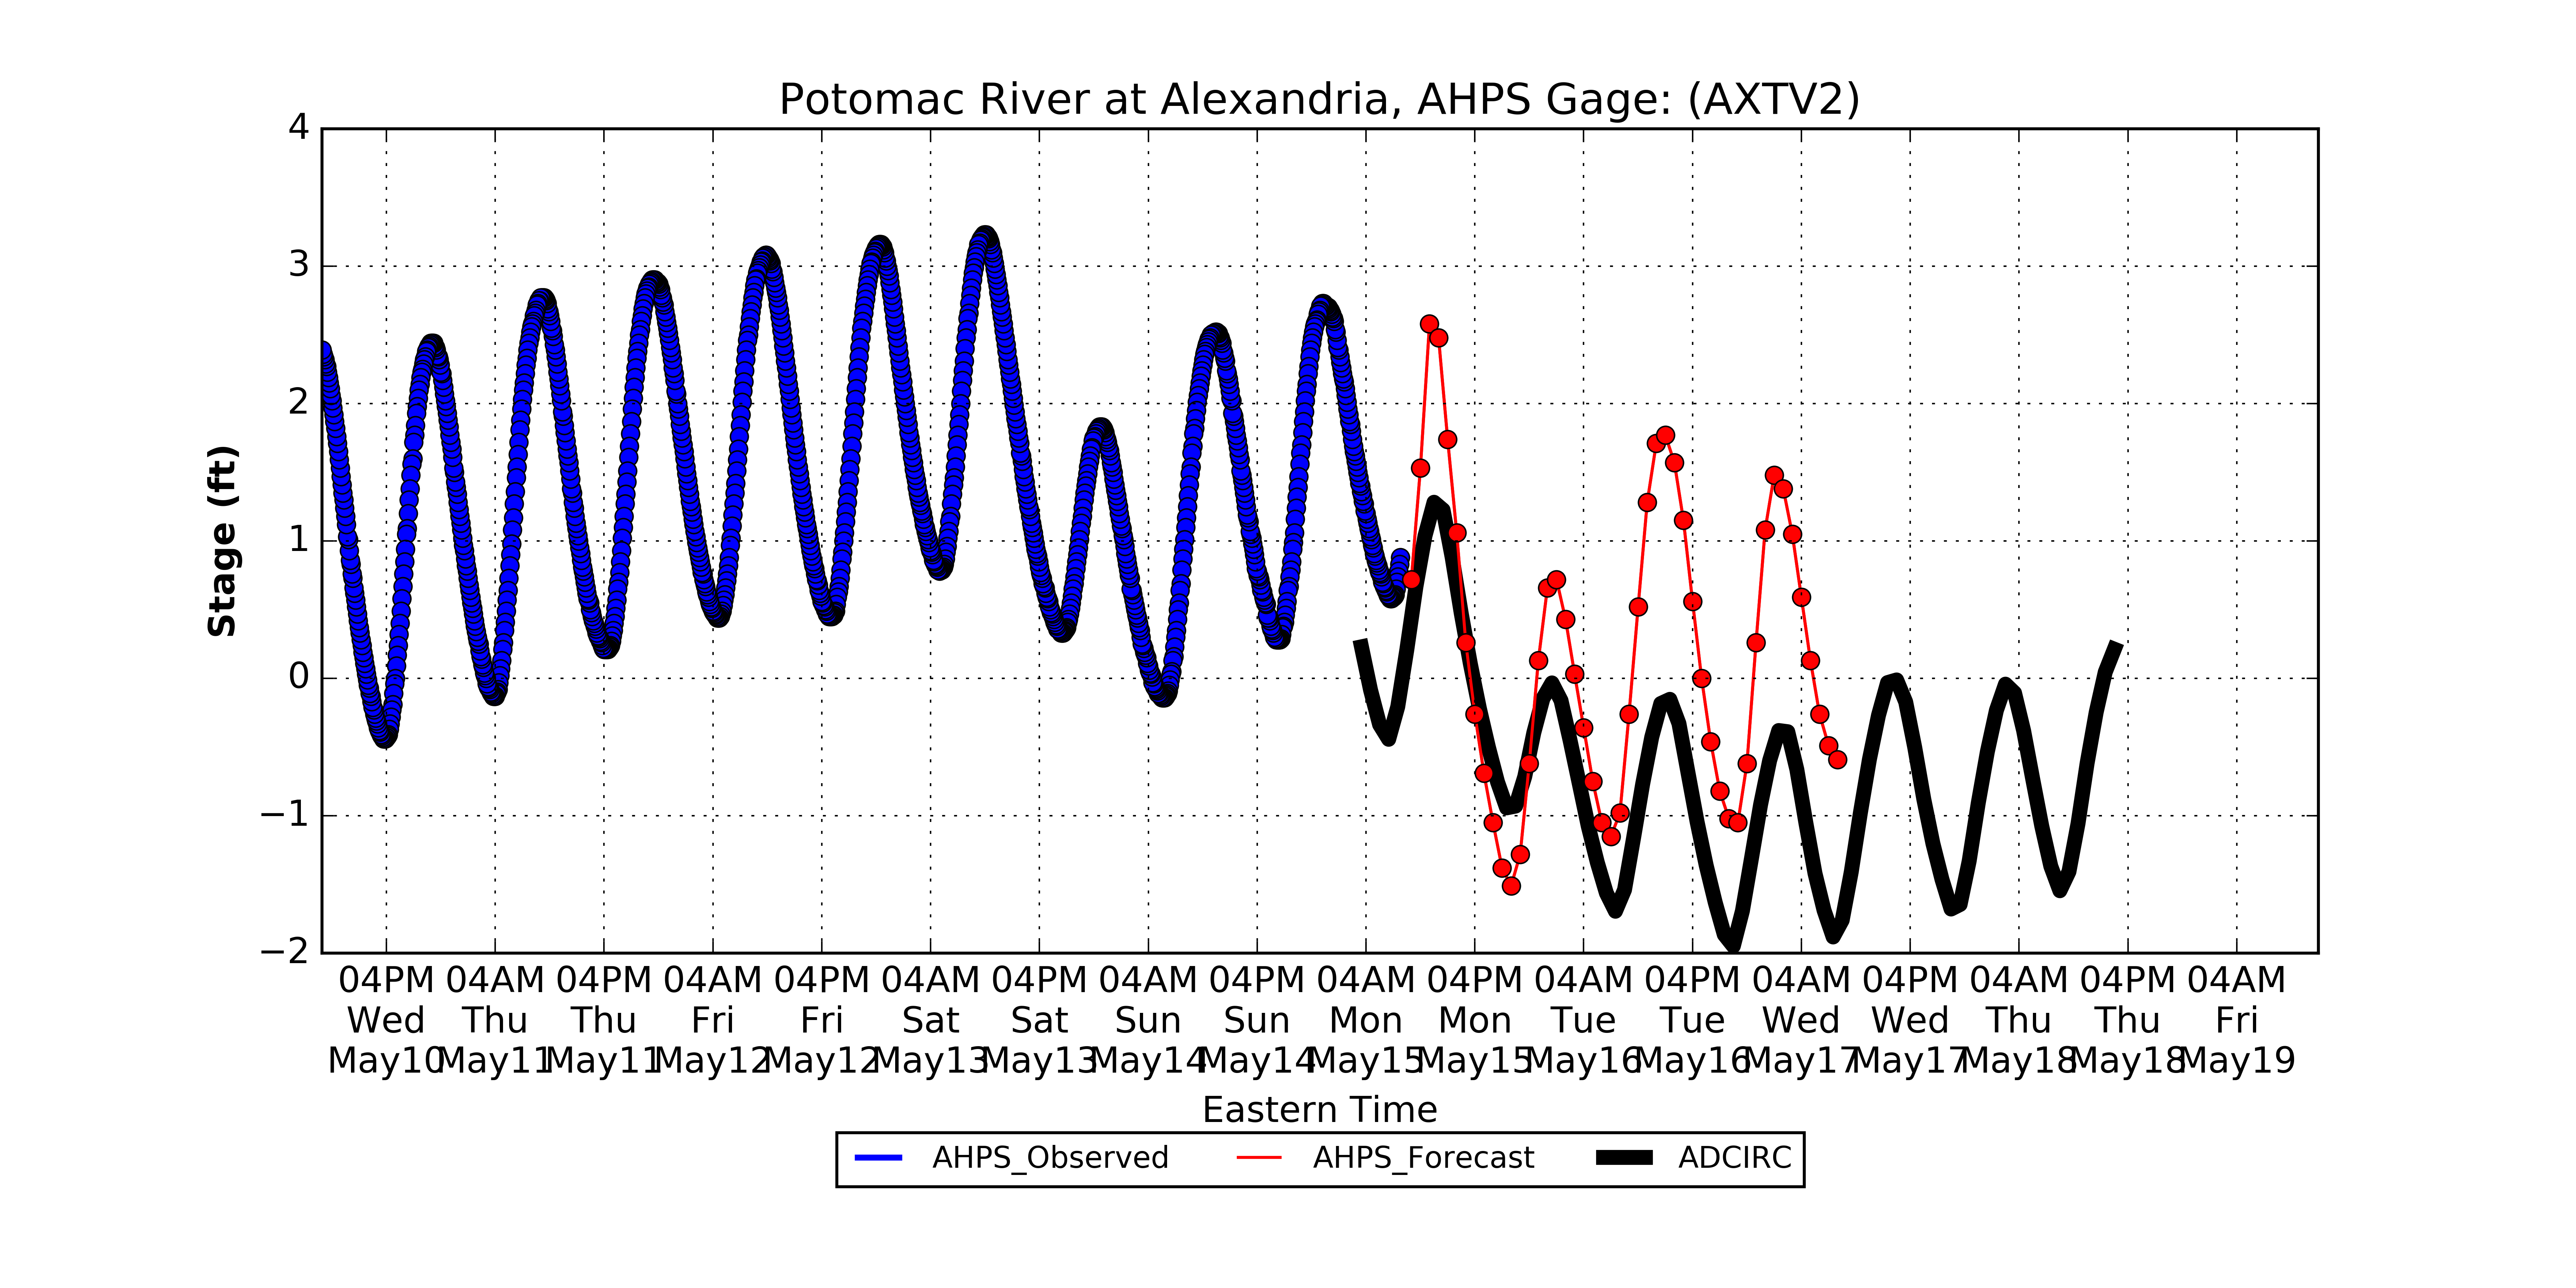 Potomac River at Alexandria, AHPS Gage: (AXTV2)
4
3
2
1
0
−1
−2
Stage (ft)
04PM 04AM 04PM 04AM 04PM 04AM 04PM 04AM 04PM 04AM 04PM 04AM 04PM 04AM 04PM 04AM 04PM 04AM
Wed Thu Thu Fri Fri Sat Sat Sun Sun Mon Mon Tue Tue Wed Wed Thu Thu Fri
May10 May11 May11 May12 May12 May13 May13 May14 May14 May15 May15 May16 May16 May17 May17 May18 May18 May19
Eastern Time
AHPS_Observed AHPS_Forecast ADCIRC